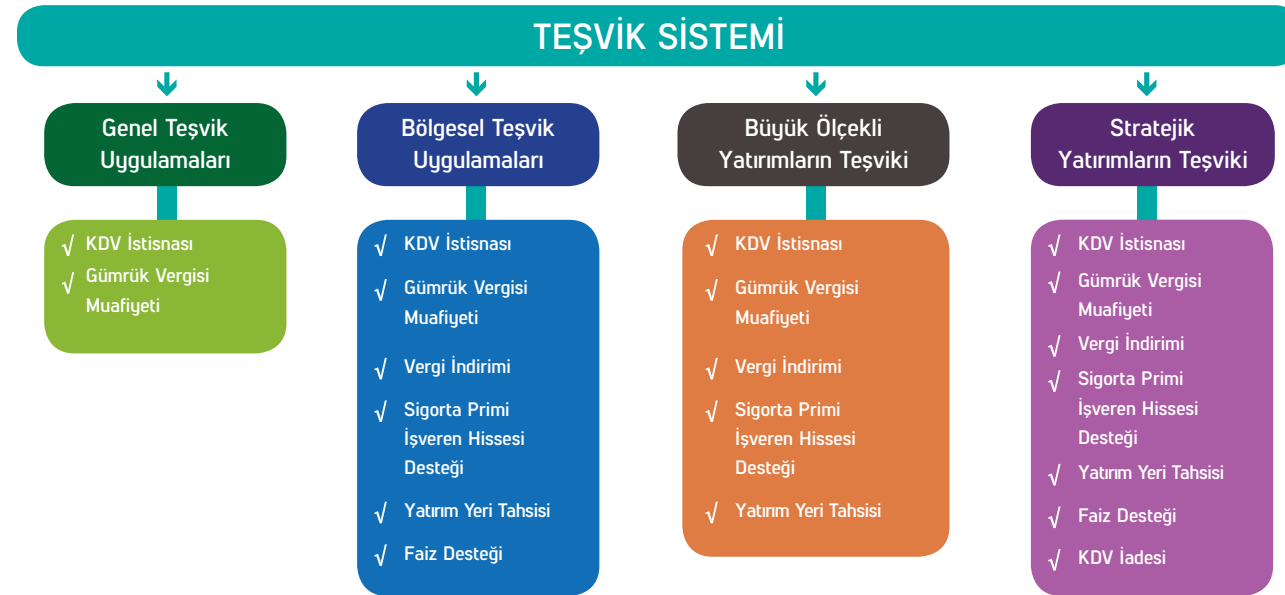 TEŞVİK SİSTEMİ
Genel Teşvik
Uygulamaları
√ KDV İstisnası
√ Gümrük Vergisi
Muafiyeti
Bölgesel Teşvik
Uygulamaları
√ KDV İstisnası
√ Gümrük Vergisi
Muafiyeti
√ Vergi İndirimi
√ Sigorta Primi
İşveren Hissesi
Desteği
√ Yatırım Yeri Tahsisi
√ Faiz Desteği
Büyük Ölçekli
Yatırımların Teşviki
√ KDV İstisnası
√ Gümrük Vergisi
Muafiyeti
√ Vergi İndirimi
√ Sigorta Primi
İşveren Hissesi
Desteği
√ Yatırım Yeri Tahsisi
Stratejik
Yatırımların Teşviki
√ KDV İstisnası
√ Gümrük Vergisi
Muafiyeti
√ Vergi İndirimi
√ Sigorta Primi
İşveren Hissesi
Desteği
√ Yatırım Yeri Tahsisi
√ Faiz Desteği
√ KDV İadesi